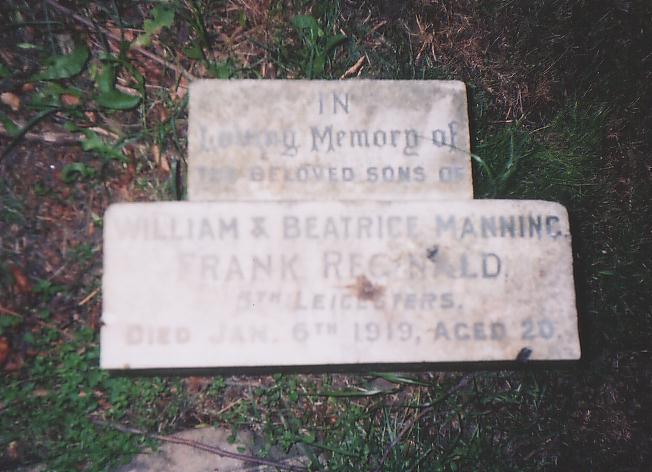 IN
Loving Memory of
THE BELOVED SONS OF
WILLIAM & BEATRICE MANNING.
FRANK REGINALD.
5TH LEICESTERS.
DIED JAN. 6TH 1919, AGED 20.